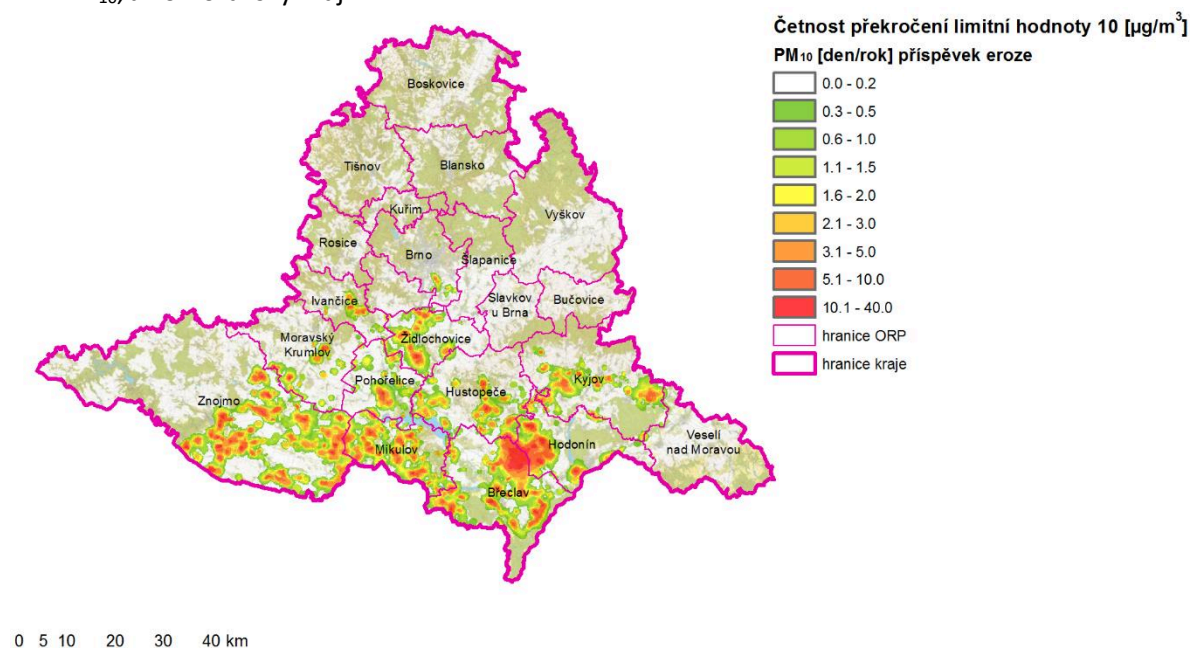 Četnost překročení limitní hodnoty 10 [µg/m³]
PM₁₀ [den/rok] příspěvek eroze
0.0 - 0.2
0.3 - 0.5
0.6 - 1.0
1.1 - 1.5
1.6 - 2.0
2.1 - 3.0
3.1 - 5.0
5.1 - 10.0
10.1 - 40.0
hranice ORP
hranice kraje
Boskovice
Tišnov
Blansko
Kuřim
Vyškov
Rosice
Brno
Šlapanice
Ivančice
Slavkov
u Brna
Bučovice
Moravský
Krumlov
Židlochovice
Pohořelice
Hustopeče
Kyjov
Znojmo
Mikulov
Hodonín
Veselí
nad Moravou
Břeclav
0 5 10 20 30 40 km